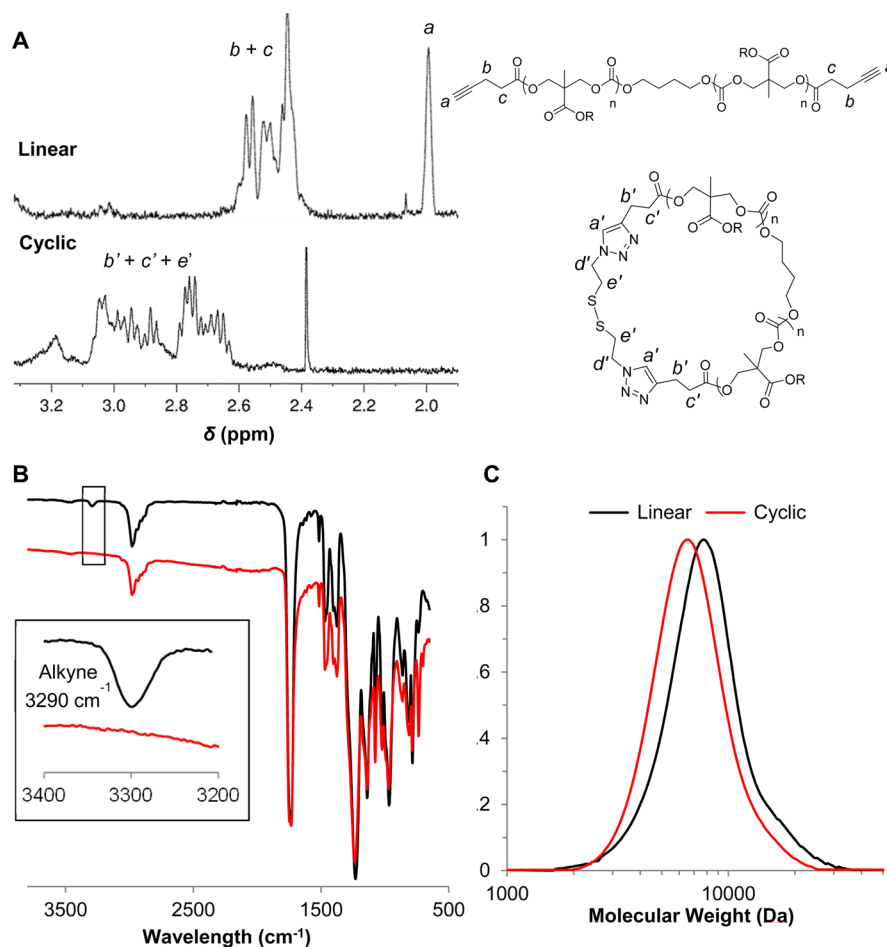 A
b + c
a
Linear
Cyclic
b' + c' + e'
3.2 3.0 2.8 2.6 2.4 2.2 2.0
δ (ppm)
RO O
b O O O O c a
a c O O n O O O O n O b
O OR
b' O O O O n
a' c' O OR O
N N N
d'
e'
S
S O O n
e' O
d' a' b' O O
N c' O O OR
N N O
B
Alkyne
3290 cm-1
3400 3300 3200
3500 2500 1500 500
Wavelength (cm-1)
C
Linear Cyclic
1
.8
.6
.4
.2
0
1000 10000
Molecular Weight (Da)